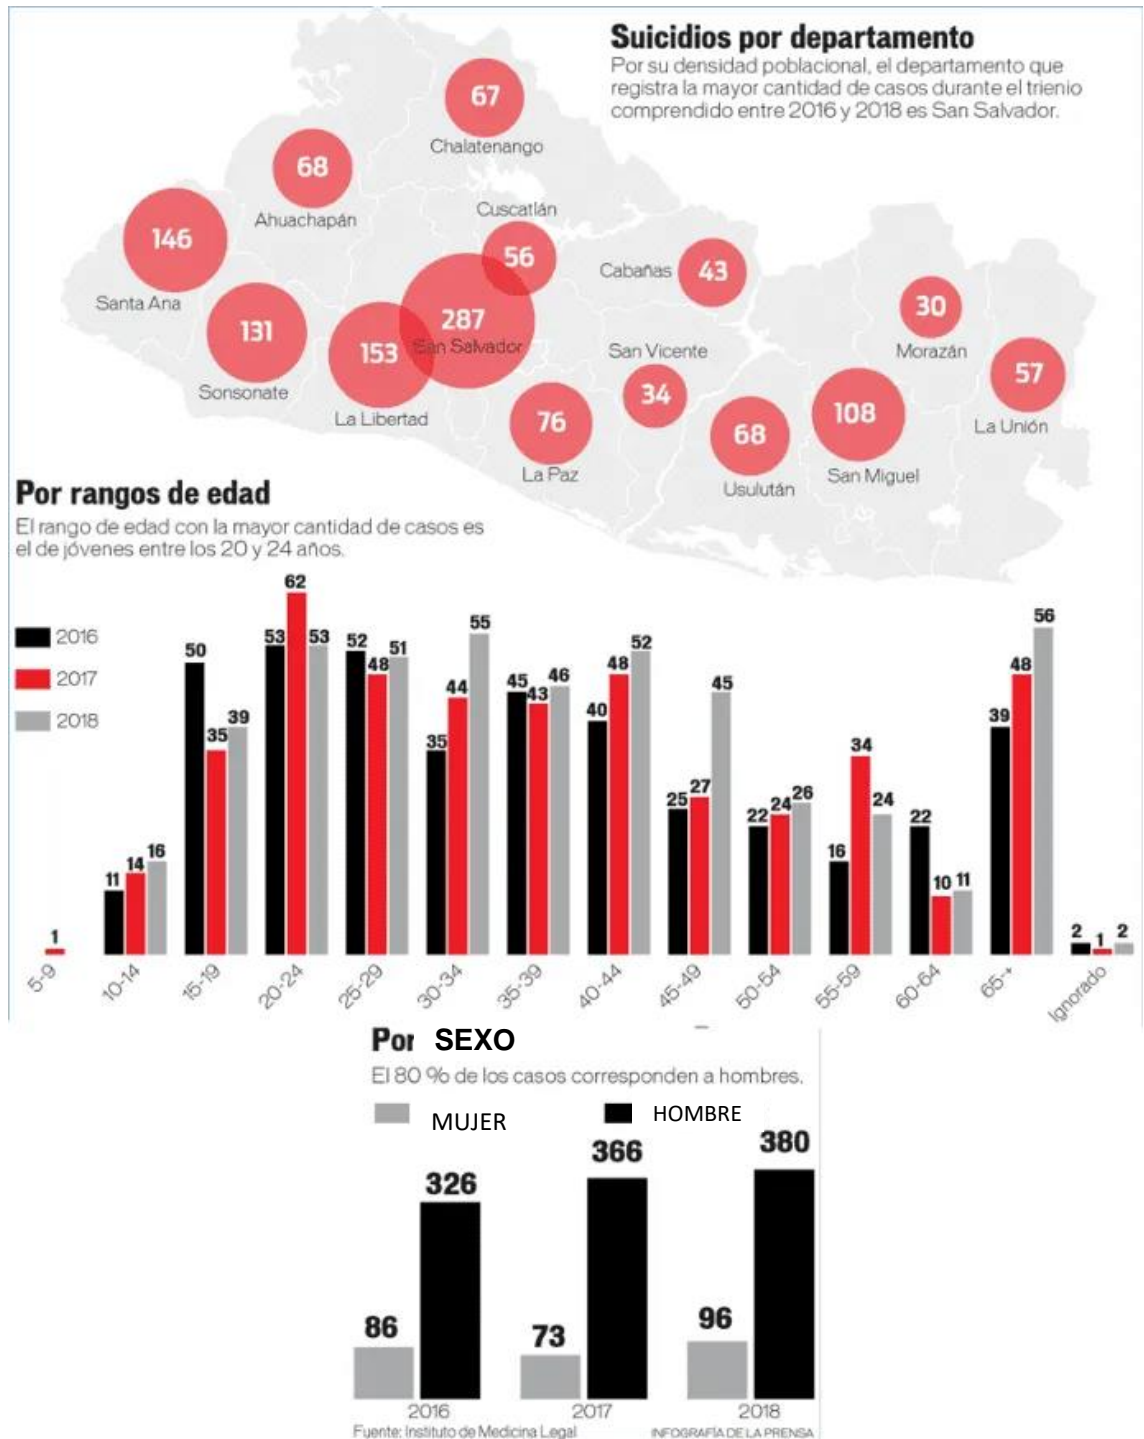 Suicidios por departamento
Por su densidad poblacional, el departamento que
registra la mayor cantidad de casos durante el trienio
comprendido entre 2016 y 2018 es San Salvador.
67
Chalatenango
68
Ahuachapán
Cuscatlán
56
146
Santa Ana
Cabañas
43
30
Morazán
131
Sonsonate
287
San Salvador
153
La Libertad
San Vicente
34
57
La Unión
76
La Paz
68
Usulután
108
San Miguel
Por rangos de edad
El rango de edad con la mayor cantidad de casos es
el de jóvenes entre los 20 y 24 años.
2016
2017
2018
1
11 14 16
50 35 39
53 62 53
52 48 51
35 44 55
45 43 46
40 48 52
25 27 45
22 24 26
16 34 24
22 10 11
39 48 56
2 1 2
5-9 10-14 15-19 20-24 25-29 30-34 35-39 40-44 45-49 50-54 55-59 60-64 65-+ Ignorado
Por SEXO
El 80 % de los casos corresponden a hombres.
MUJER HOMBRE
86 326
73 366
96 380
2016 2017 2018
Fuente: Instituto de Medicina Legal INFOGRAFÍA DE LA PRENSA